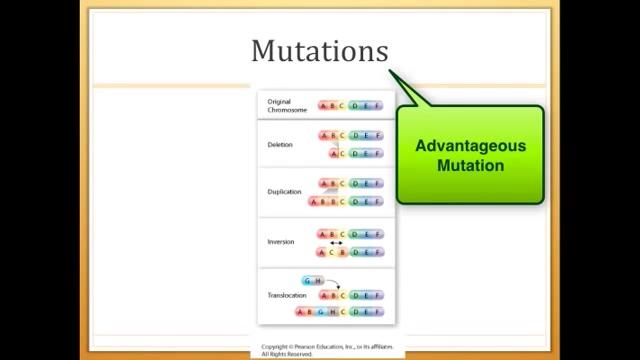 Mutations
Advantageous
Mutation
Original
Chromosome
A B C D E F
Deletion
A B C D E F
A C D E F
Duplication
A B C D E F
A B B C D E F
Inversion
A B C D E F
A C B D E F
G H
Translocation
A B C D E F
A B G H C D E F
Copyright © Pearson Education, Inc., or its affiliates.
All Rights Reserved.